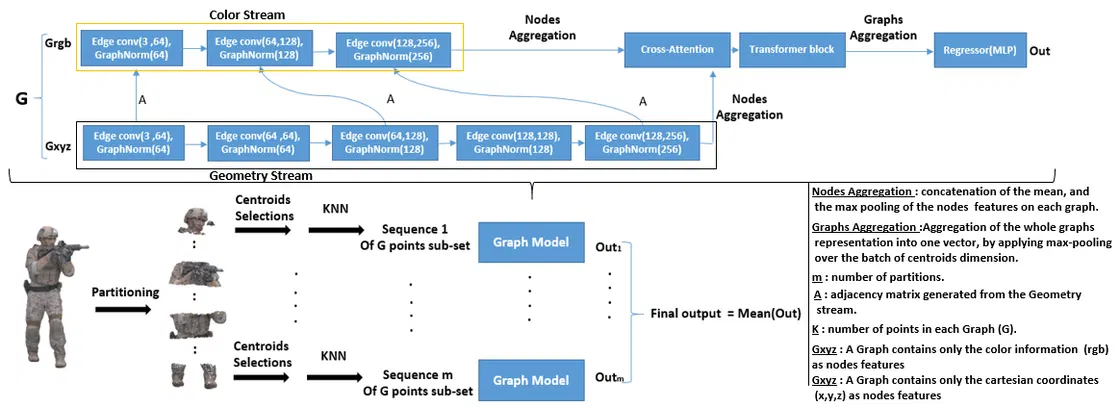 Color Stream
Grgb
Edge conv(3 ,64),
GraphNorm(64)
Edge conv(64,128),
GraphNorm(128)
Edge conv(128,256),
GraphNorm(256)
Nodes
Aggregation
Cross-Attention
Transformer block
Graphs
Aggregation
Regressor(MLP)
Out
G
A
A
A
Nodes
Aggregation
Gxyz
Edge conv(3,64),
GraphNorm(64)
Edge conv(64 ,64),
GraphNorm(64)
Edge conv(64,128),
GraphNorm(128)
Edge conv(128,128),
GraphNorm(128)
Edge conv(128,256),
GraphNorm(256)
Geometry Stream
Partitioning
Centroids
Selections
KNN
Sequence 1
Of G points sub-set
Graph Model
Out1
Centroids
Selections
KNN
Sequence m
Of G points sub-set
Graph Model
Outm
Final output = Mean(Out)
Nodes Aggregation : concatenation of the mean, and
the max pooling of the nodes features on each graph.
Graphs Aggregation :Aggregation of the whole graphs
representation into one vector, by applying max-pooling
over the batch of centroids dimension.
m : number of partitions.
A : adjacency matrix generated from the Geometry
stream.
K : number of points in each Graph (G).
Gxyz : A Graph contains only the color information (rgb)
as nodes features
Gxyz : A Graph contains only the cartesian coordinates
(x,y,z) as nodes features